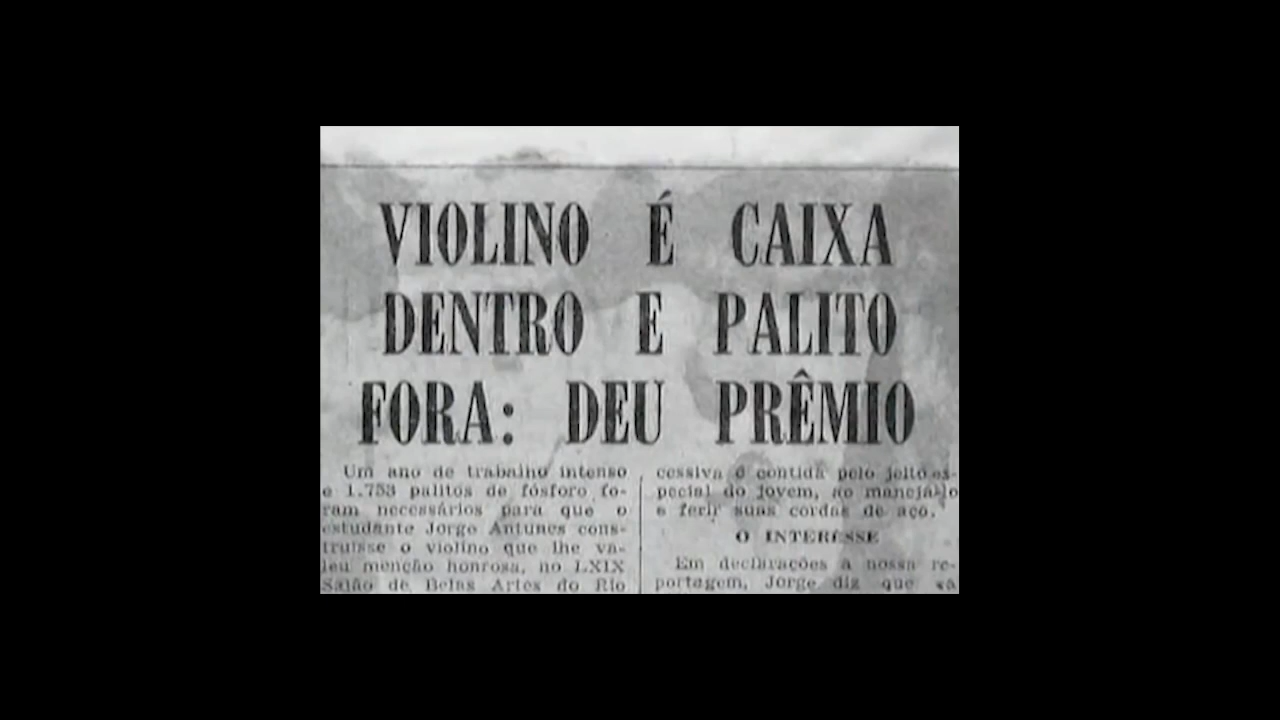 VIOLINO É CAIXA
DENTRO E PALITO
FORA: DEU PRÊMIO
Um ano de trabalho intenso
e 1.753 palitos de fósforo fo-
ram necessários para que o
estudante Jorge Antunes cons-
truisse o violino que lhe va-
leu menção honrosa, no LXIX
Salão de Belas Artes do Rio
cessiva é contida pelo jeito es-
pecial do jovem, ao manejá-lo
e ferir suas cordas de aço.
O INTERÊSSE
Em declarações à nossa re-
portagem, Jorge diz que